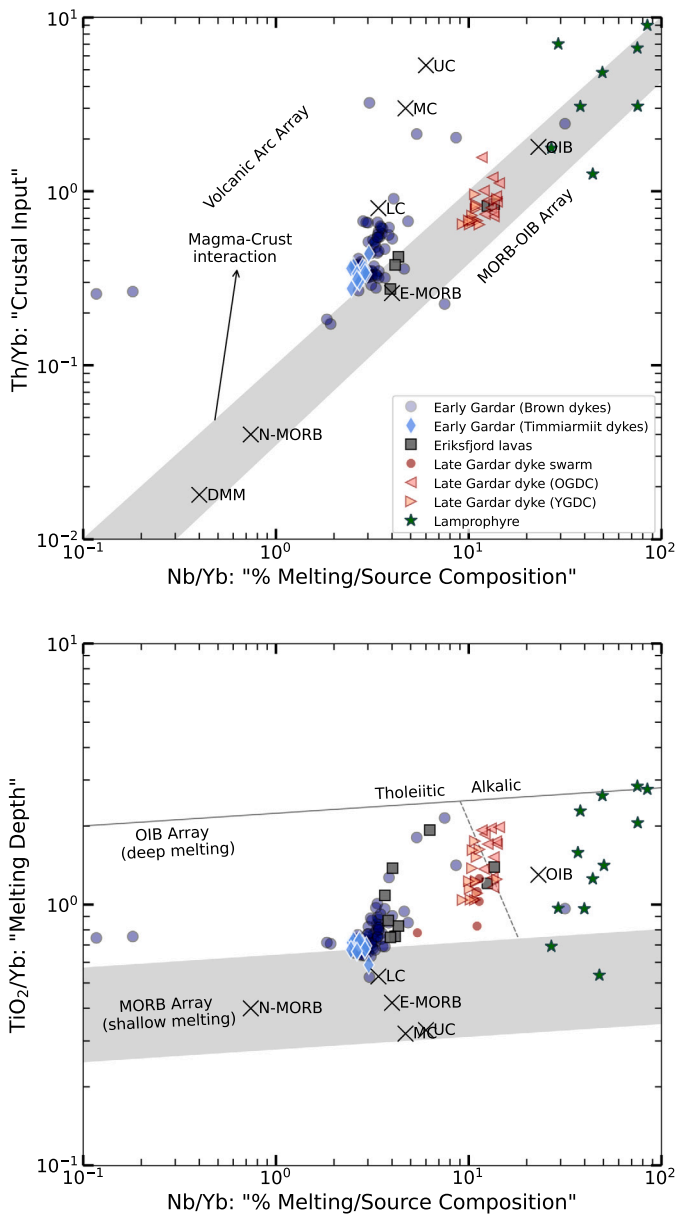 10¹
UC
MC
Volcanic Arc Array
OIB
10⁰
LC
MORB-OIB Array
Magma-Crust
interaction
E-MORB
Th/Yb: "Crustal Input"
10⁻¹
N-MORB
DMM
Early Gardar (Brown dykes)
Early Gardar (Timmiarmiit dykes)
Eriksfjord lavas
Late Gardar dyke swarm
Late Gardar dyke (OGDC)
Late Gardar dyke (YGDC)
Lamprophyre
10⁻²
10⁻¹ 10⁰ 10¹ 10²
Nb/Yb: "% Melting/Source Composition"
10¹
Tholeiitic Alkalic
OIB Array
(deep melting)
OIB
10⁰
TiO₂/Yb: "Melting Depth"
LC
MORB Array
(shallow melting)
N-MORB
E-MORB
MC
UC
10⁻¹
10⁻¹ 10⁰ 10¹ 10²
Nb/Yb: "% Melting/Source Composition"